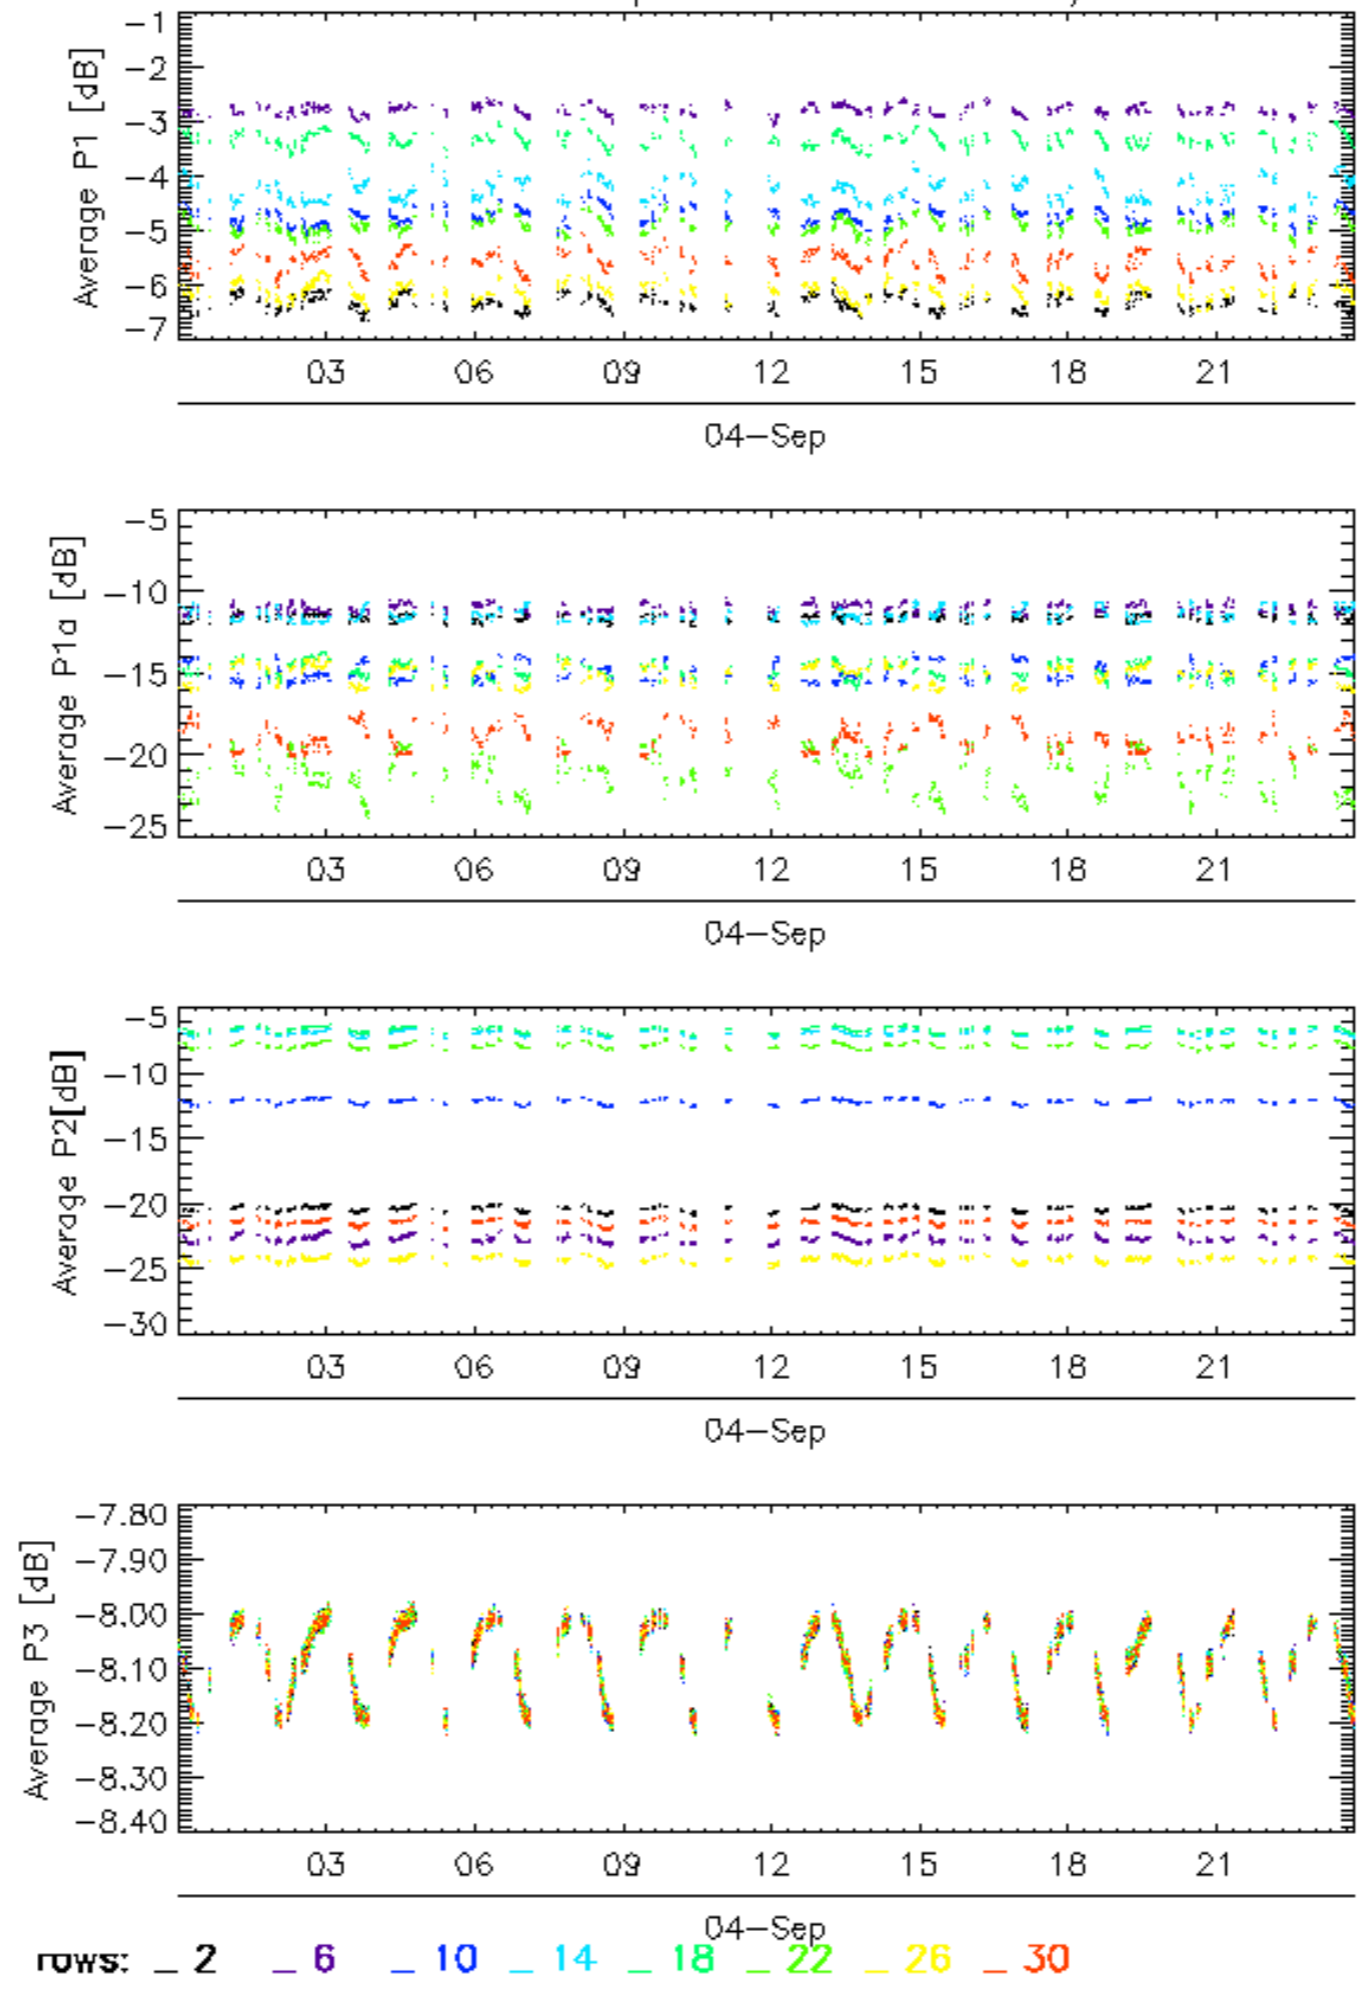 Average P1 [dB]
−1
−2
−3
−4
−5
−6
−7
03 06 09 12 15 18 21
04−Sep
Average P1a [dB]
−5
−10
−15
−20
−25
03 06 09 12 15 18 21
04−Sep
Average P2[dB]
−5
−10
−15
−20
−25
−30
03 06 09 12 15 18 21
04−Sep
Average P3 [dB]
−7.80
−7.90
−8.00
−8.10
−8.20
−8.30
−8.40
03 06 09 12 15 18 21
04−Sep
rows: _ 2 _ 6 _ 10 _ 14 _ 18 _ 22 _ 26 _ 30